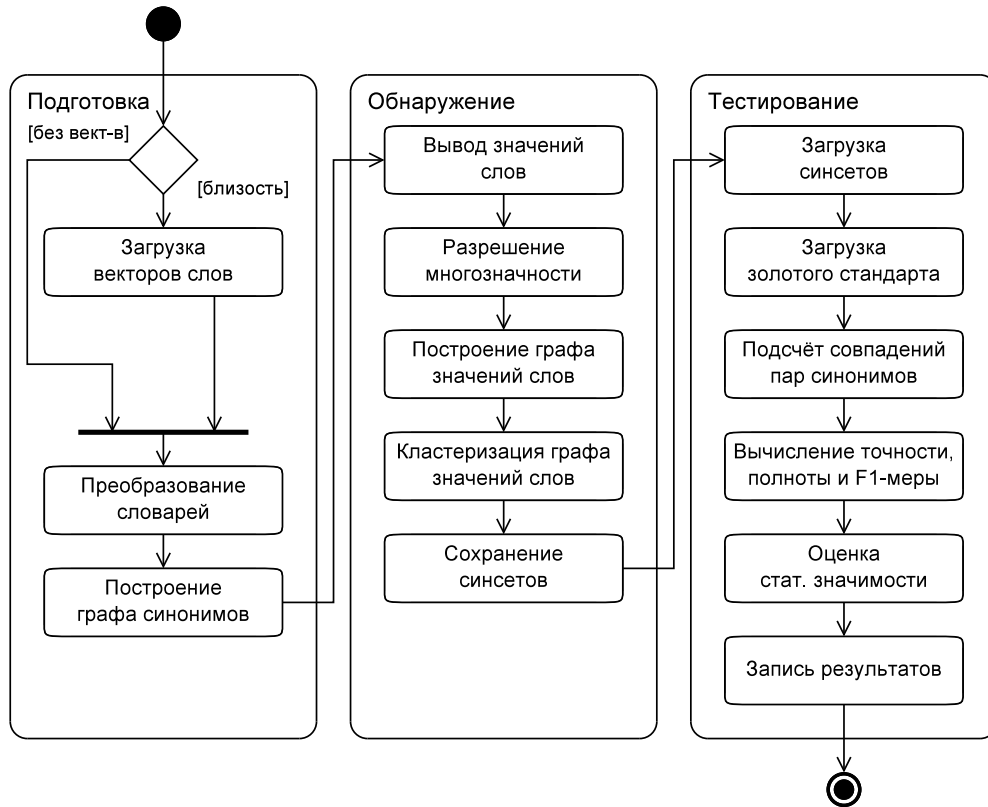 Подготовка
[без вект-в]
[близость]
Загрузка
векторов слов
Преобразование
словарей
Построение
графа синонимов
Обнаружение
Вывод значений
слов
Разрешение
многозначности
Построение графа
значений слов
Кластеризация графа
значений слов
Сохранение
синсетов
Тестирование
Загрузка
синсетов
Загрузка
золотого стандарта
Подсчёт совпадений
пар синонимов
Вычисление точности,
полноты и F1-меры
Оценка
стат. значимости
Запись результатов